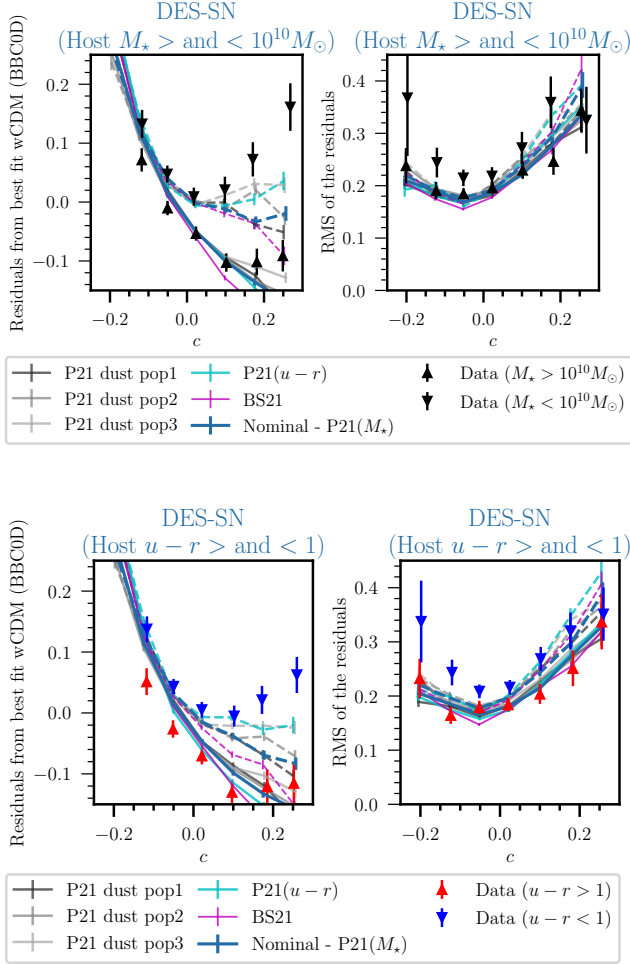 DES-SN
(Host M⋆ > and < 10¹⁰M⊙)
DES-SN
(Host M⋆ > and < 10¹⁰M⊙)
Residuals from best fit wCDM (BBC0D)
0.2
0.1
0.0
−0.1
−0.2 0.0 0.2
c
RMS of the residuals
0.4
0.3
0.2
0.1
0.0
−0.2 0.0 0.2
c
P21 dust pop1
P21 dust pop2
P21 dust pop3
P21(u − r)
BS21
Nominal - P21(M⋆)
Data (M⋆ > 10¹⁰M⊙)
Data (M⋆ < 10¹⁰M⊙)
DES-SN
(Host u − r > and < 1)
DES-SN
(Host u − r > and < 1)
Residuals from best fit wCDM (BBC0D)
0.2
0.1
0.0
−0.1
−0.2 0.0 0.2
c
RMS of the residuals
0.4
0.3
0.2
0.1
0.0
−0.2 0.0 0.2
c
P21 dust pop1
P21 dust pop2
P21 dust pop3
P21(u − r)
BS21
Nominal - P21(M⋆)
Data (u − r > 1)
Data (u − r < 1)